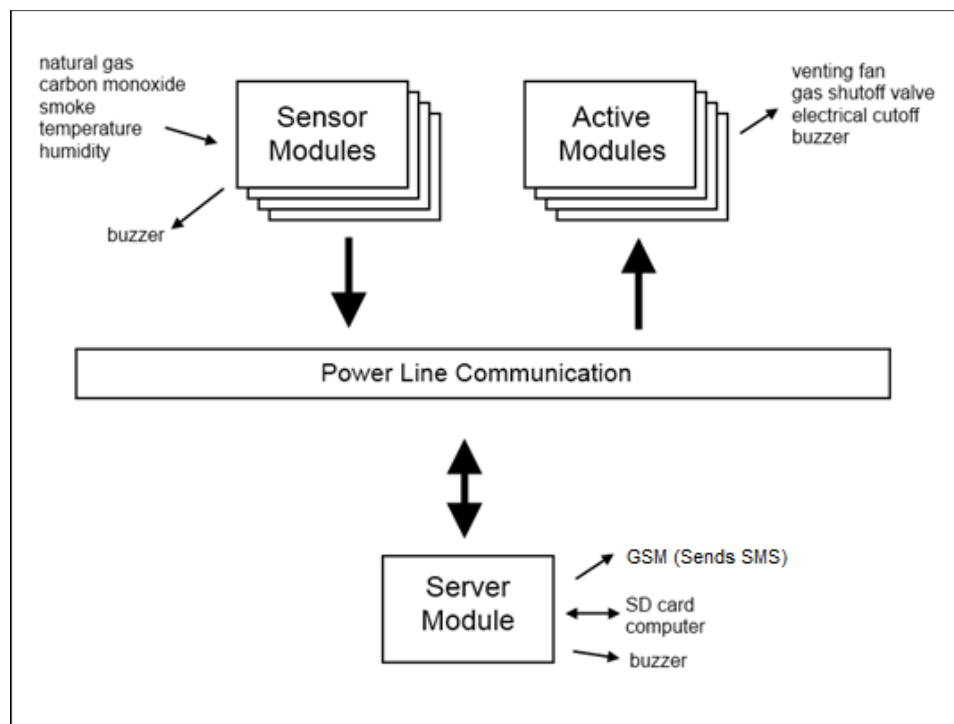 natural gas
carbon monoxide
smoke
temperature
humidity
buzzer
Sensor
Modules
Active
Modules
venting fan
gas shutoff valve
electrical cutoff
buzzer
Power Line Communication
Server
Module
GSM (Sends SMS)
SD card
computer
buzzer